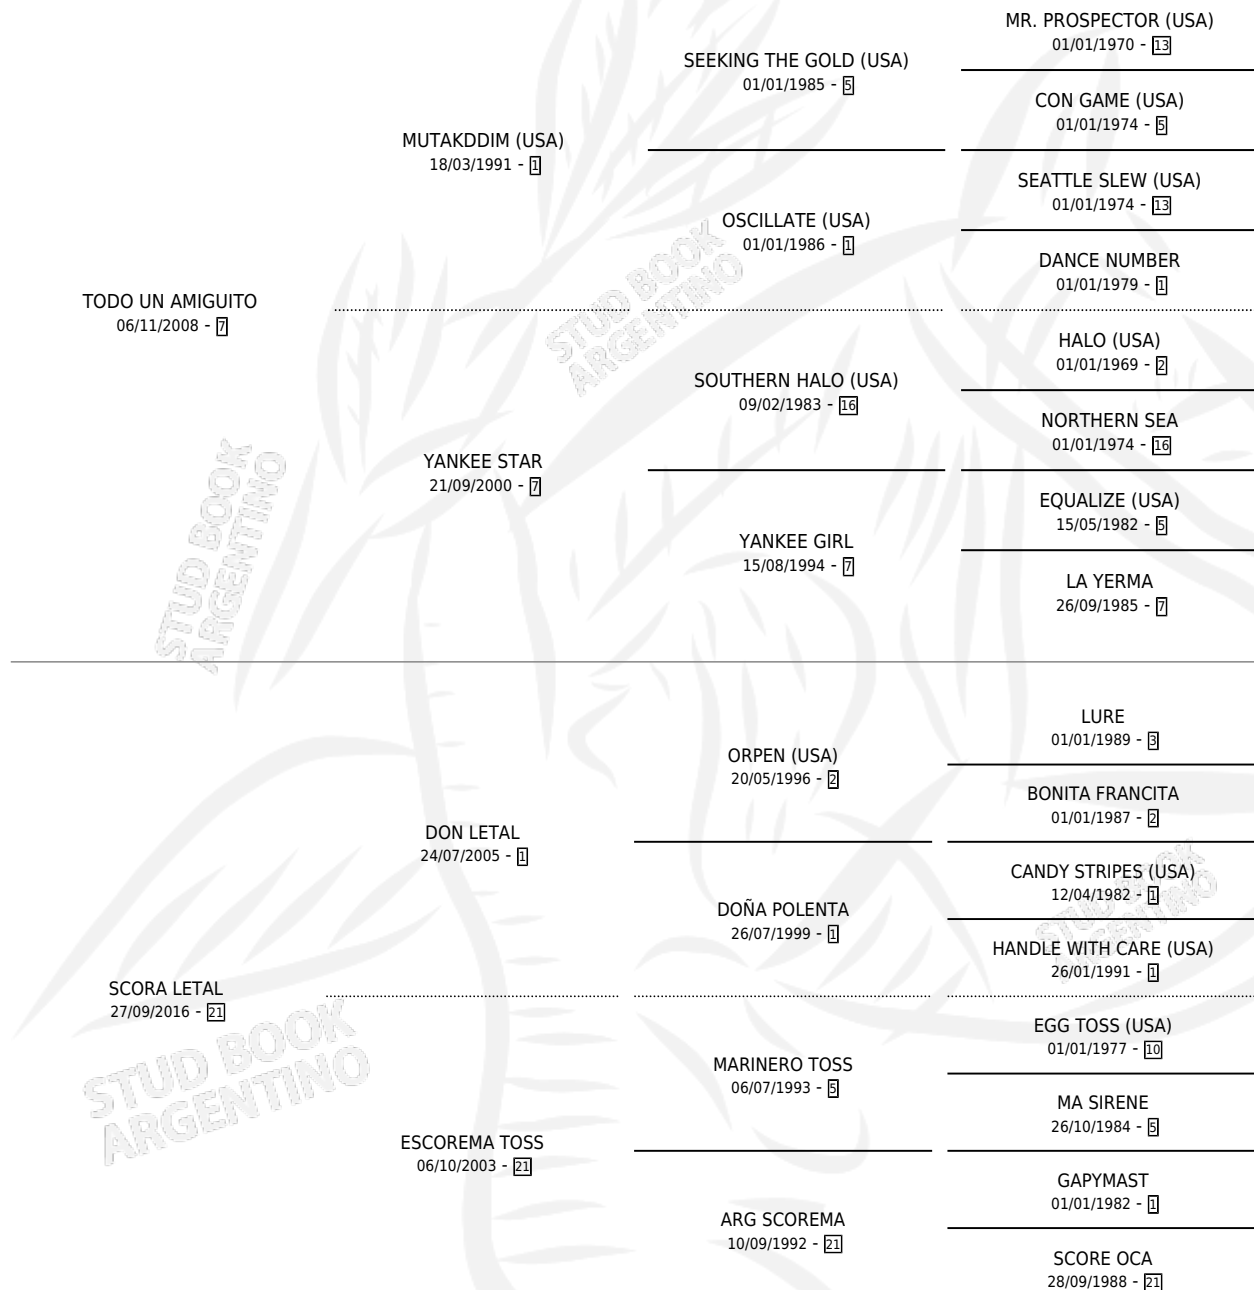 MR. PROSPECTOR (USA)
01/01/1970 - 13
SEEKING THE GOLD (USA)
01/01/1985 - 5
CON GAME (USA)
01/01/1974 - 5
MUTAKDDIM (USA)
18/03/1991 - 1
SEATTLE SLEW (USA)
01/01/1974 - 13
OSCILLATE (USA)
01/01/1986 - 1
DANCE NUMBER
01/01/1979 - 1
TODO UN AMIGUITO
06/11/2008 - 7
HALO (USA)
01/01/1969 - 2
SOUTHERN HALO (USA)
09/02/1983 - 16
NORTHERN SEA
01/01/1974 - 16
YANKEE STAR
21/09/2000 - 7
EQUALIZE (USA)
15/05/1982 - 5
YANKEE GIRL
15/08/1994 - 7
LA YERMA
26/09/1985 - 7
STUD BOOK
ARGENTINO
STUD BOOK
ARGENTINO
LURE
01/01/1989 - 3
ORPEN (USA)
20/05/1996 - 2
BONITA FRANCITA
01/01/1987 - 2
DON LETAL
24/07/2005 - 1
CANDY STRIPES (USA)
12/04/1982 - 1
DOÑA POLENTA
26/07/1999 - 1
HANDLE WITH CARE (USA)
26/01/1991 - 1
SCORA LETAL
27/09/2016 - 21
EGG TOSS (USA)
01/01/1977 - 10
MARINERO TOSS
06/07/1993 - 5
MA SIRENE
26/10/1984 - 5
ESCOREMA TOSS
06/10/2003 - 21
GAPYMAST
01/01/1982 - 1
ARG SCOREMA
10/09/1992 - 21
SCORE OCA
28/09/1988 - 21
STUD BOOK
ARGENTINO
STUD BOOK
ARGENTINO